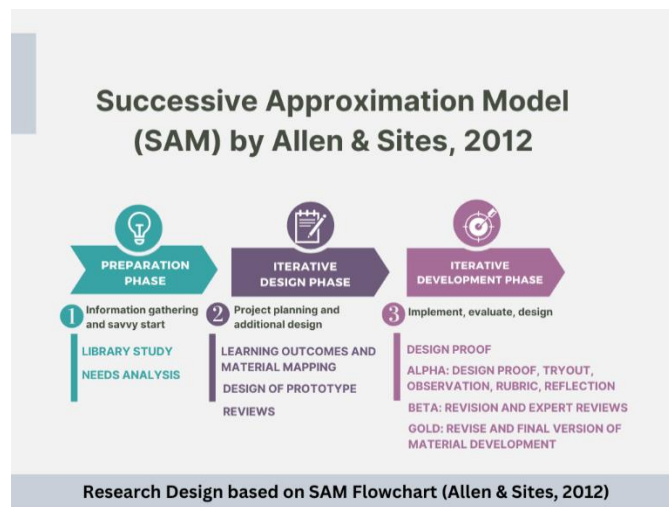 Successive Approximation Model
(SAM) by Allen & Sites, 2012
PREPARATION
PHASE
ITERATIVE
DESIGN PHASE
ITERATIVE
DEVELOPMENT PHASE
1
Information gathering
and savvy start
LIBRARY STUDY
NEEDS ANALYSIS
2
Project planning and
additional design
LEARNING OUTCOMES AND
MATERIAL MAPPING
DESIGN OF PROTOTYPE
REVIEWS
3
Implement, evaluate, design
DESIGN PROOF
ALPHA: DESIGN PROOF, TRYOUT,
OBSERVATION, RUBRIC, REFLECTION
BETA: REVISION AND EXPERT REVIEWS
GOLD: REVISE AND FINAL VERSION OF
MATERIAL DEVELOPMENT
Research Design based on SAM Flowchart (Allen & Sites, 2012)